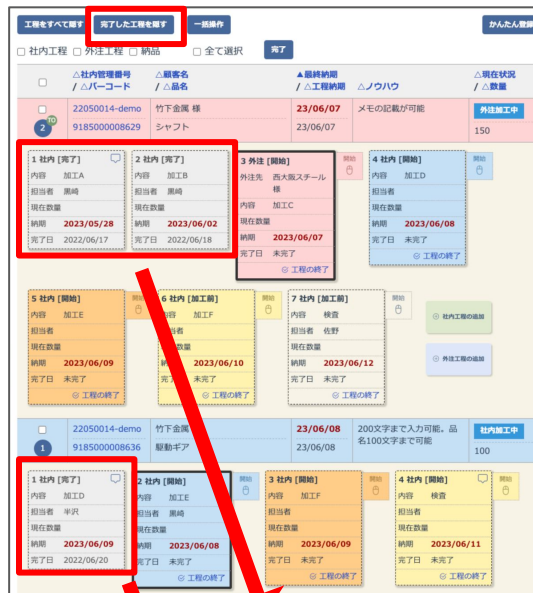 工程をすべて隠す 完了した工程を隠す 一括操作 かんたん登録
社内工程 外注工程 納品 全て選択 完了
△社内管理番号 △顧客名 ▲最終納期 △現在状況
/ △バーコード / △品名 / △工程納期 △ノウハウ / △数量
22050014-demo 竹下金属 様 23/06/07 メモの記載が可能 外注加工中
2 TO 9185000008629 シャフト 23/06/07 150
1 社内 [完了] 2 社内 [完了] 3 外注 [開始] 開始 4 社内 [開始] 開始
内容 加工A 内容 加工B 外注先 西大阪スチール様 内容 加工D
担当者 黒崎 担当者 黒崎 内容 加工C 担当者
現在数量 現在数量 現在数量 現在数量
納期 2023/05/28 納期 2023/06/02 納期 2023/06/07 納期 2023/06/08
完了日 2022/06/17 完了日 2022/06/18 完了日 未完了 完了日 未完了
工程の終了 工程の終了
5 社内 [開始] 開始 6 社内 [加工前] 開始 7 社内 [加工前] 開始
内容 加工E 内容 加工F 内容 検査 社内工程の追加
担当者 当者 担当者 佐野
現在数量 現在数量 現在数量 外注工程の追加
納期 2023/06/09 納 2023/06/10 納期 2023/06/12
完了日 未完了 完了 未完了 完了日 未完了
工程の終了 工程の終了 工程の終了
22050014-demo 竹下金属 23/06/08 200文字まで入力可能。品名100文字まで可能 社内加工中
1 9185000008636 駆動ギア 23/06/08 100
1 社内 [完了] 2 社内 [開始] 3 社内 [開始] 開始 4 社内 [開始] 開始
内容 加工D 内容 加工E 内容 加工F 内容 検査
担当者 半沢 担当者 黒崎 担当者 担当者
現在数量 現在数量 現在数量 現在数量
納期 2023/06/09 納期 2023/06/08 納期 2023/06/09 納期 2023/06/11
完了日 2022/06/20 完了日 未完了 完了日 未完了 完了日 未完了
工程の終了 工程の終了 工程の終了